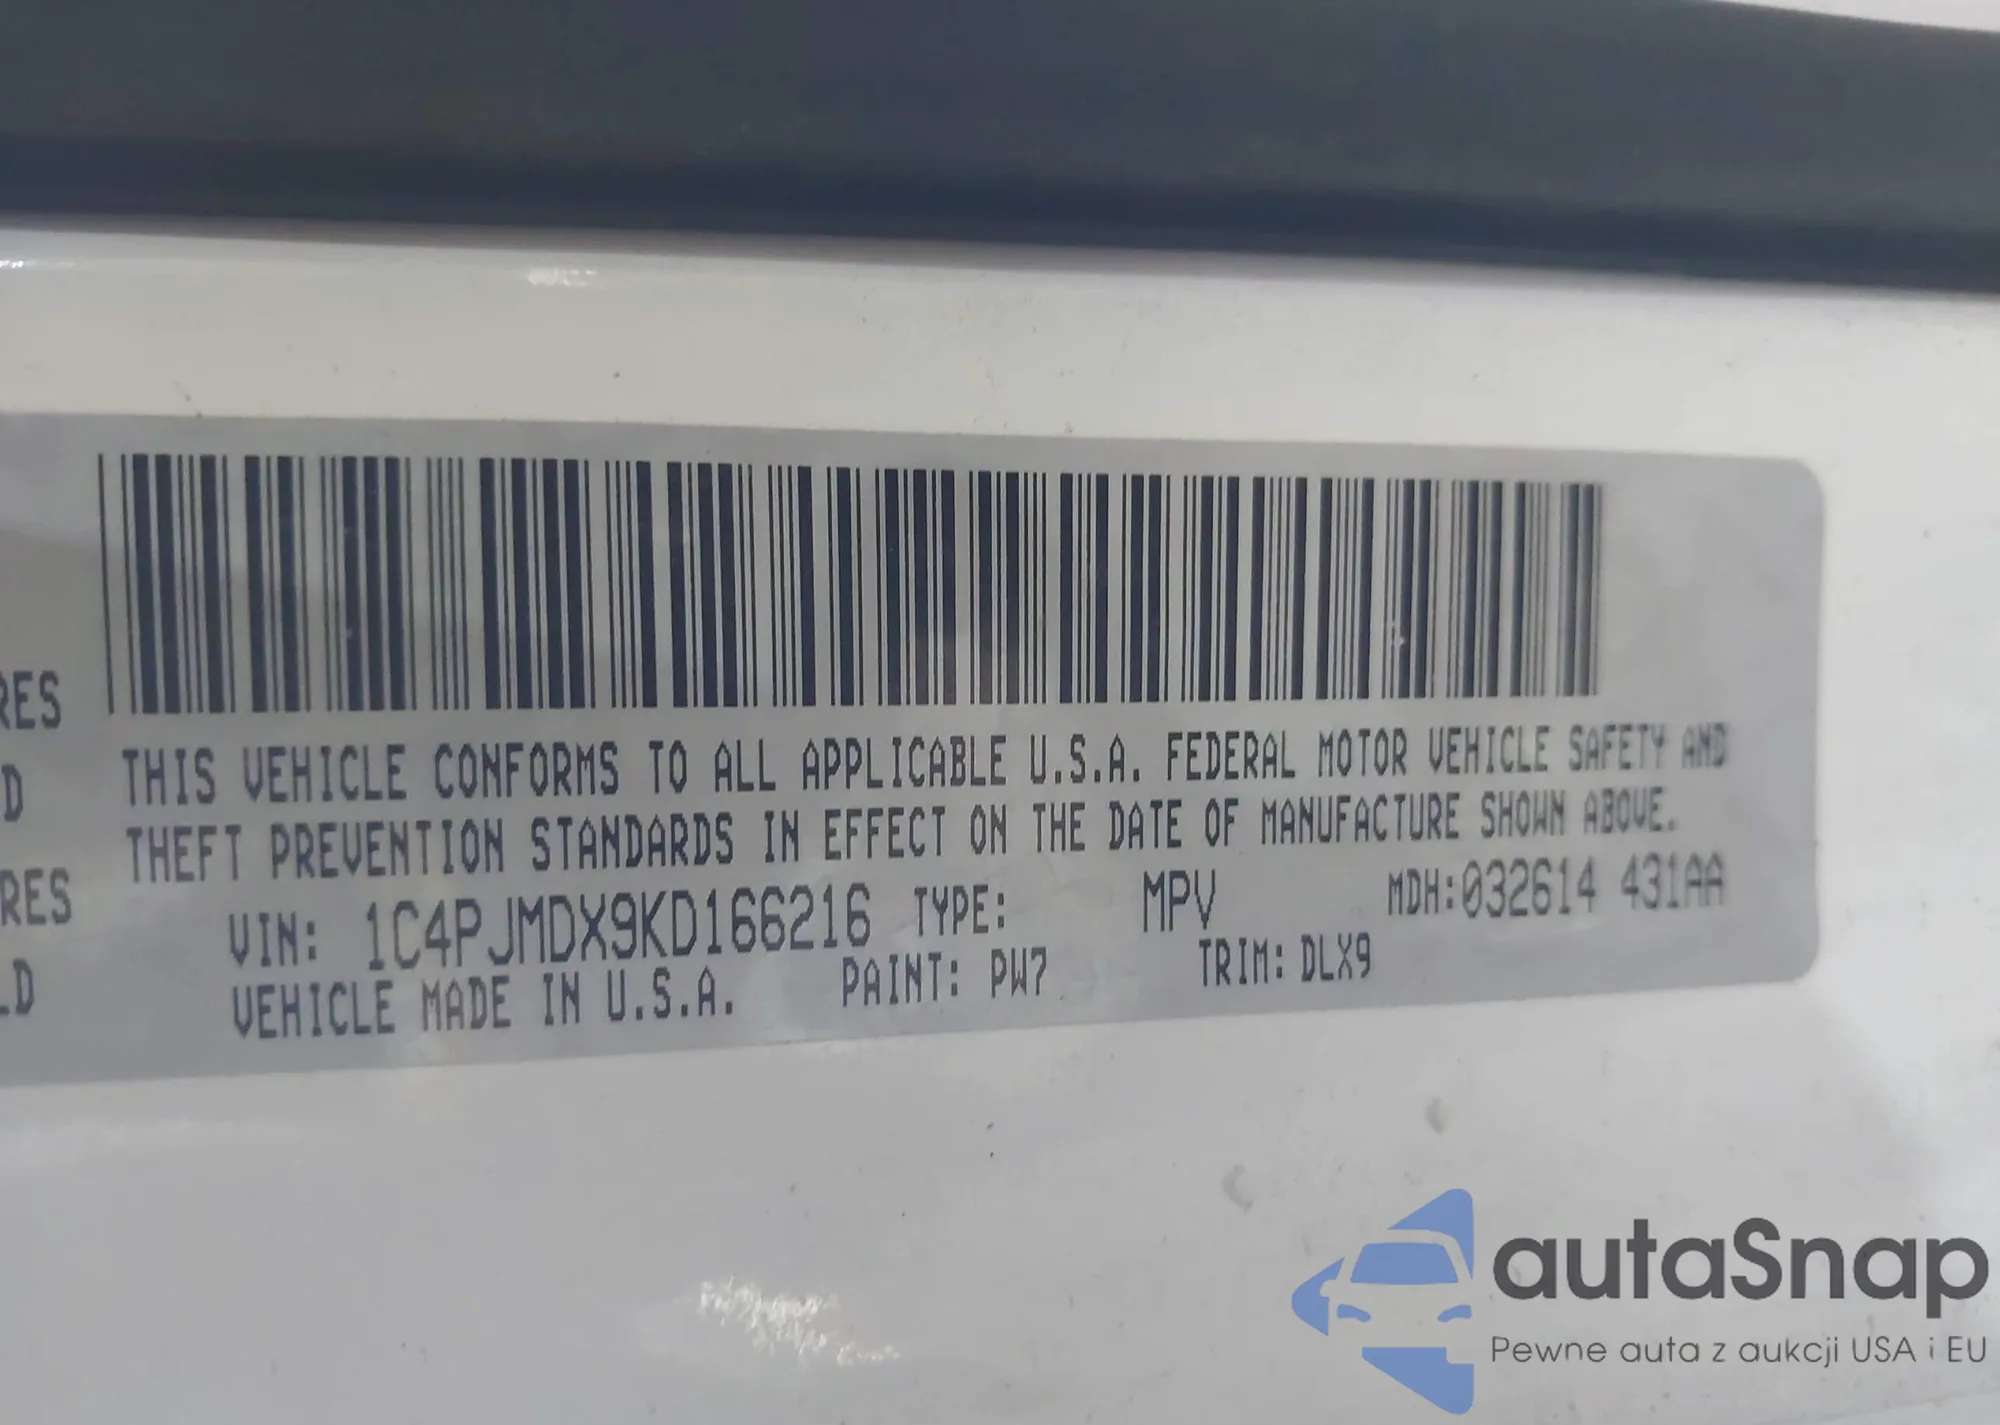 RES
D
RES
LD
THIS VEHICLE CONFORMS TO ALL APPLICABLE U.S.A. FEDERAL MOTOR VEHICLE SAFETY AND
THEFT PREVENTION STANDARDS IN EFFECT ON THE DATE OF MANUFACTURE SHOWN ABOVE.
VIN: 1C4PJMDX9KD166216 TYPE: MPV MDH:032614 431AA
VEHICLE MADE IN U.S.A. PAINT: PW7 TRIM: DLX9
autaSnap
Pewne auta z aukcji USA i EU